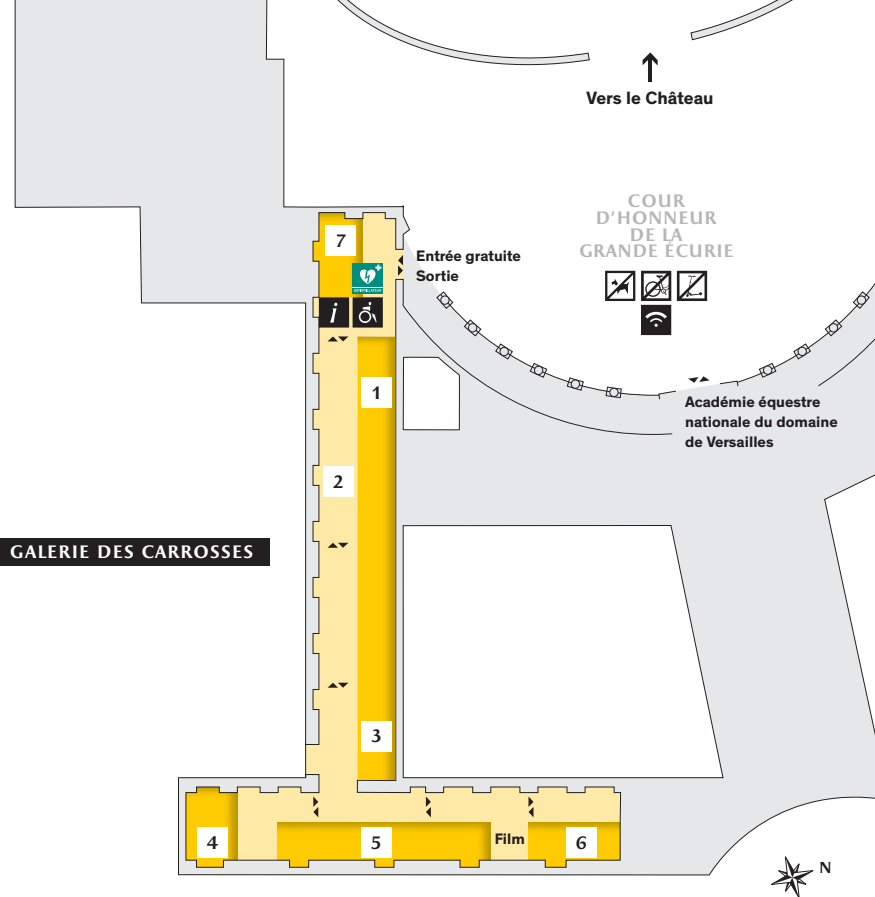 Vers le Château
COUR
D'HONNEUR
DE LA
GRANDE ÉCURIE
7
Entrée gratuite
Sortie
i
1
Académie équestre
nationale du domaine
de Versailles
2
GALERIE DES CARROSSES
3
4
5
Film
6
N